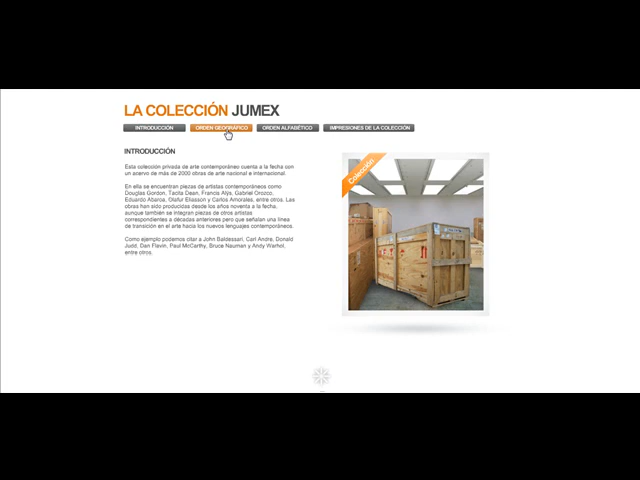 LA COLECCIÓN JUMEX
INTRODUCCIÓN ORDEN GEOGRÁFICO ORDEN ALFABÉTICO IMPRESIONES DE LA COLECCIÓN
INTRODUCCIÓN
Esta colección privada de arte contemporáneo cuenta a la fecha con
un acervo de más de 2000 obras de arte nacional e internacional.
En ella se encuentran piezas de artistas contemporáneos como
Douglas Gordon, Tacita Dean, Francis Alÿs, Gabriel Orozco,
Eduardo Abaroa, Olafur Eliasson y Carlos Amorales, entre otros. Las
obras han sido producidas desde los años noventa a la fecha,
aunque también se integran piezas de otros artistas
correspondientes a décadas anteriores pero que señalan una línea
de transición en el arte hacia los nuevos lenguajes contemporáneos.
Como ejemplo podemos citar a John Baldessari, Carl Andre, Donald
Judd, Dan Flavin, Paul McCarthy, Bruce Nauman y Andy Warhol,
entre otros.
Colección